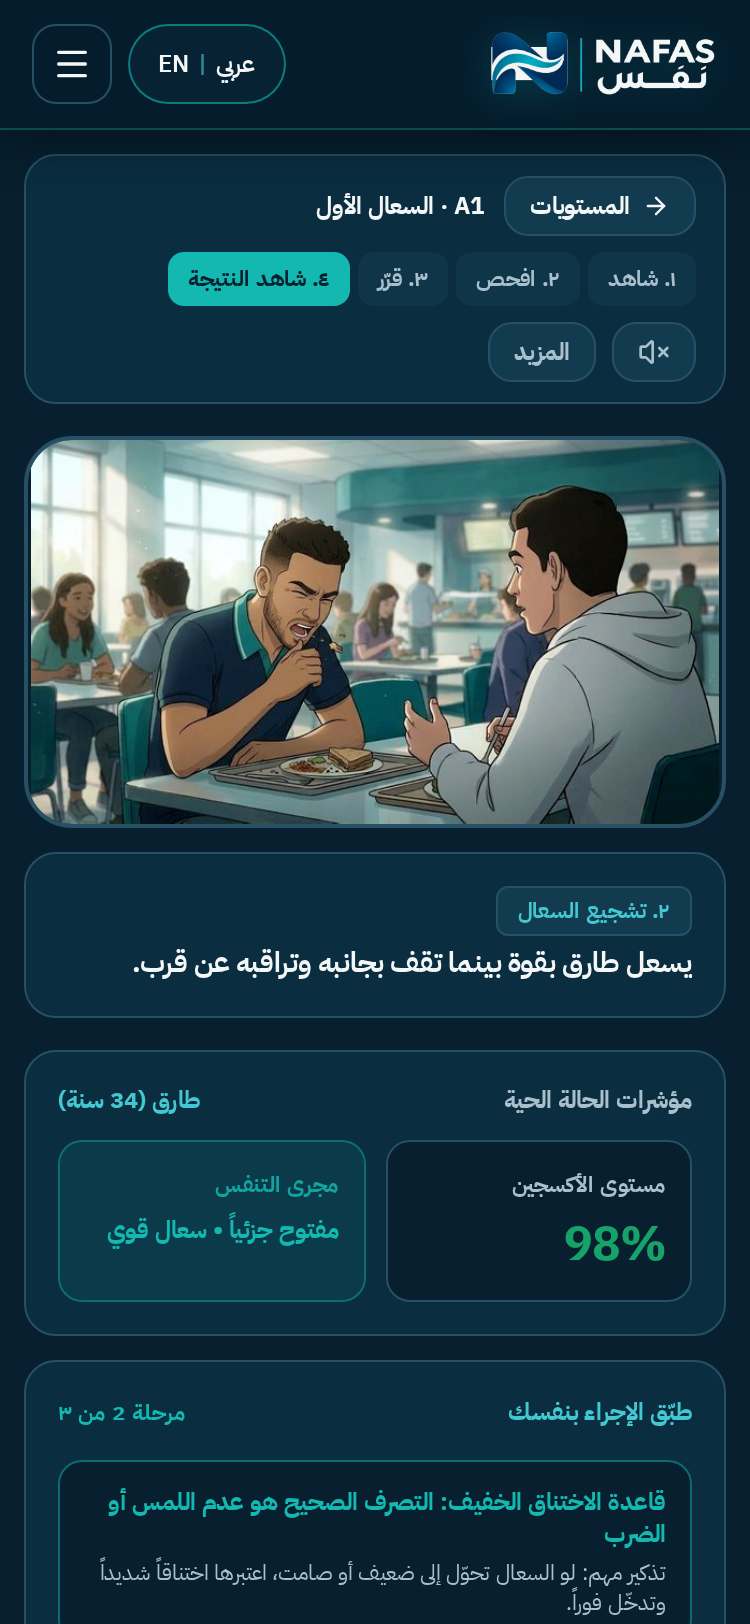 NAFAS
نَفَس
عربي | EN
المستويات
A1 · السعال الأول
١. شاهد
٢. افحص
٣. قرّر
٤. شاهد النتيجة
المزيد
٢. تشجيع السعال
يسعل طارق بقوة بينما تقف بجانبه وتراقبه عن قرب.
مؤشرات الحالة الحية
طارق (34 سنة)
مستوى الأكسجين
98%
مجرى التنفس
مفتوح جزئياً • سعال قوي
طبّق الإجراء بنفسك
مرحلة 2 من ٣
قاعدة الاختناق الخفيف: التصرف الصحيح هو عدم اللمس أو
الضرب
تذكير مهم: لو السعال تحوّل إلى ضعيف أو صامت، اعتبرها اختناقاً شديداً
وتدخّل فوراً.